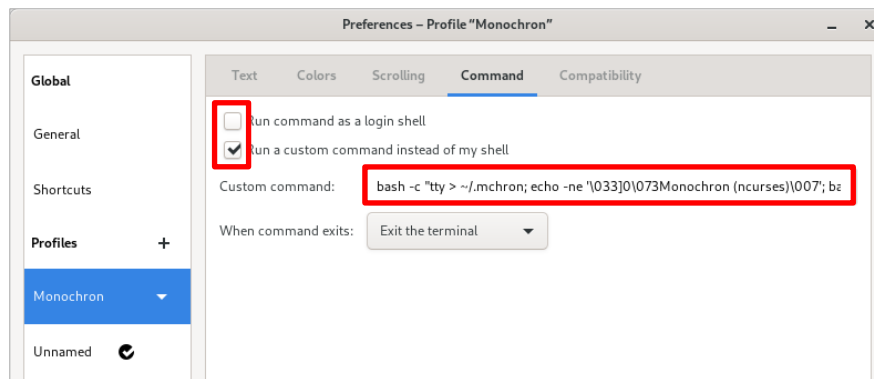 Preferences – Profile “Monochron”
Global
General
Shortcuts
Profiles +
Monochron
Unnamed
Text Colors Scrolling Command Compatibility
Run command as a login shell
Run a custom command instead of my shell
Custom command: bash -c "tty > ~/.mchron; echo -ne '\033]0\073Monochron (ncurses)\007'; ba
When command exits: Exit the terminal